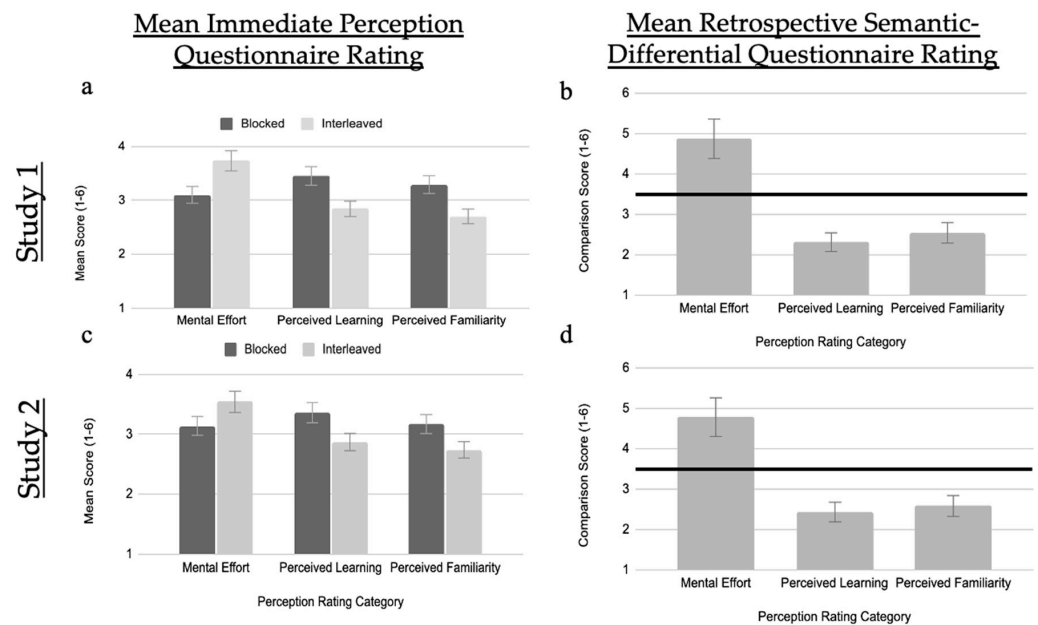 Mean Immediate Perception
Questionnaire Rating
Mean Retrospective Semantic-
Differential Questionnaire Rating
Study 1
a
Blocked
Interleaved
Mean Score (1-6)
4
3
2
1
Mental Effort
Perceived Learning
Perceived Familiarity
b
Comparison Score (1-6)
6
5
4
3
2
1
Mental Effort
Perceived Learning
Perceived Familiarity
Perception Rating Category
Study 2
c
Blocked
Interleaved
Mean Score (1-6)
4
3
2
1
Mental Effort
Perceived Learning
Perceived Familiarity
Perception Rating Category
d
Comparison Score (1-6)
6
5
4
3
2
1
Mental Effort
Perceived Learning
Perceived Familiarity
Perception Rating Category